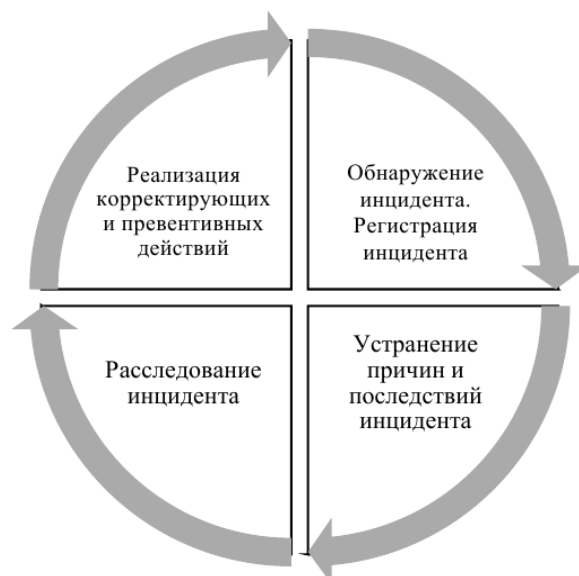 Реализация
корректирующих
и превентивных
действий
Обнаружение
инцидента.
Регистрация
инцидента
Расследование
инцидента
Устранение
причин и
последствий
инцидента